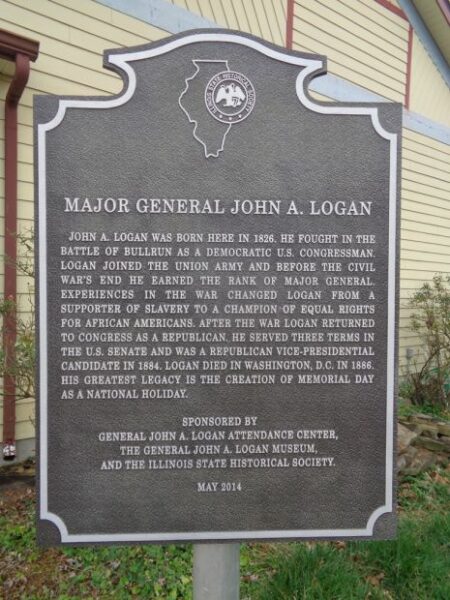 ILLINOIS STATE HISTORICAL SOCIETY
MAJOR GENERAL JOHN A. LOGAN
JOHN A. LOGAN WAS BORN HERE IN 1826. HE FOUGHT IN THE
BATTLE OF BULLRUN AS A DEMOCRATIC U.S. CONGRESSMAN.
LOGAN JOINED THE UNION ARMY AND BEFORE THE CIVIL
WAR'S END HE EARNED THE RANK OF MAJOR GENERAL.
EXPERIENCES IN THE WAR CHANGED LOGAN FROM A
SUPPORTER OF SLAVERY TO A CHAMPION OF EQUAL RIGHTS
FOR AFRICAN AMERICANS. AFTER THE WAR LOGAN RETURNED
TO CONGRESS AS A REPUBLICAN. HE SERVED THREE TERMS IN
THE U.S. SENATE AND WAS A REPUBLICAN VICE-PRESIDENTIAL
CANDIDATE IN 1884. LOGAN DIED IN WASHINGTON, D.C. IN 1886.
HIS GREATEST LEGACY IS THE CREATION OF MEMORIAL DAY
AS A NATIONAL HOLIDAY.
SPONSORED BY
GENERAL JOHN A. LOGAN ATTENDANCE CENTER,
THE GENERAL JOHN A. LOGAN MUSEUM,
AND THE ILLINOIS STATE HISTORICAL SOCIETY.
MAY 2014